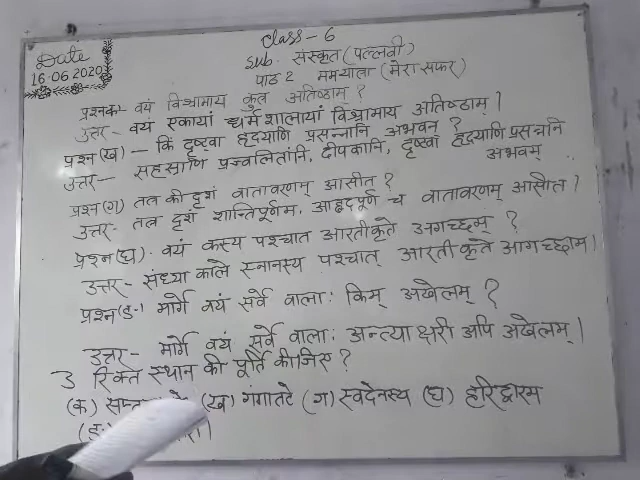 Date
16.06.2020
Class-6
Sub. संस्कृत (पल्लवी)
पाठ 2 ममयात्रा (मेरा सफर)
प्रश्नक- वयं विश्रामाय कुत्र अतिष्ठाम ?
उत्तर- वयं एकायां धर्मशालायां विश्रामाय अतिष्ठाम् |
प्रश्न (ख) - किं दृष्ट्वा हृदयाणि प्रसन्नानि अभवन् ?
उत्तर- सहस्राणि प्रज्वलितानि, दीपकानि, दृष्ट्वा हृदयाणि प्रसन्नानि
अभवम्
प्रश्न (ग) तत्र कीदृशं वातावरणम् आसीत ?
उत्तर- तत्र दृशं शान्तिपूर्णम, आह्रदपूर्ण च वातावरणम् आसीत |
प्रश्न (घ). वयं कस्य पश्चात आरतीकृते अगच्छम् ?
उत्तर- संध्या काले स्नानस्य पश्चात् आरतीकृते आगच्छाम |
प्रश्न (ङ-) मार्गे वयं सर्वे वालाः किम् अखेलम् ?
उत्तर- मार्गे वयं सर्वे वालाः अन्त्याक्षरी अपि अखेलम् |
3 रिक्त स्थान की पूर्ति कीजिए ?
(क) (ख) गंगातटे (ग) स्वदेनस्य (घ) हरिद्वारम
(ङ)